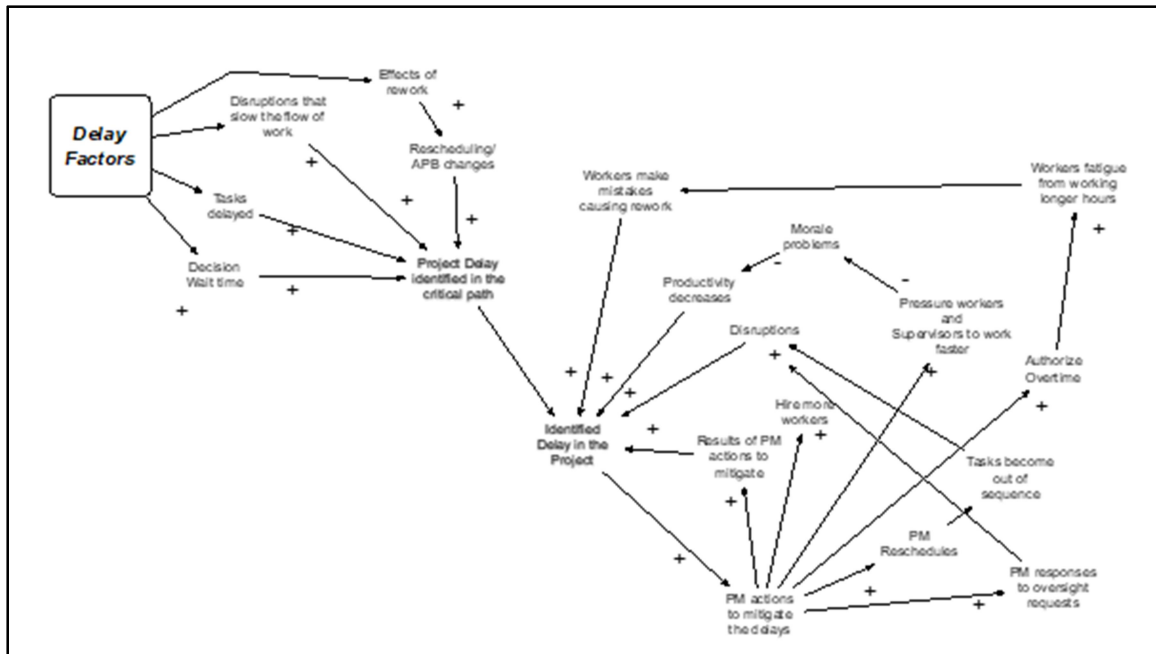 Delay
Factors
Effects of
rework
+
Disruptions that
slow the flow of
work
+
Rescheduling/
APB changes
+
+
Tasks
delayed
+
Decision
Wait time
+
+
Project Delay
identified in the
critical path
Workers make
mistakes
causing rework
Workers fatigue
from working
longer hours
+
Morale
problems
-
-
Productivity
decreases
Pressure workers
and
Supervisors to work
faster
+
Disruptions
+
Authorize
Overtime
+
+
+
+
Hire more
workers
+
+
Identified
Delay in the
Project
Results of PM
actions to
mitigate
+
Tasks become
out of
sequence
PM
Reschedules
+
+
PM actions
to mitigate
the delays
PM responses
to oversight
requests
+